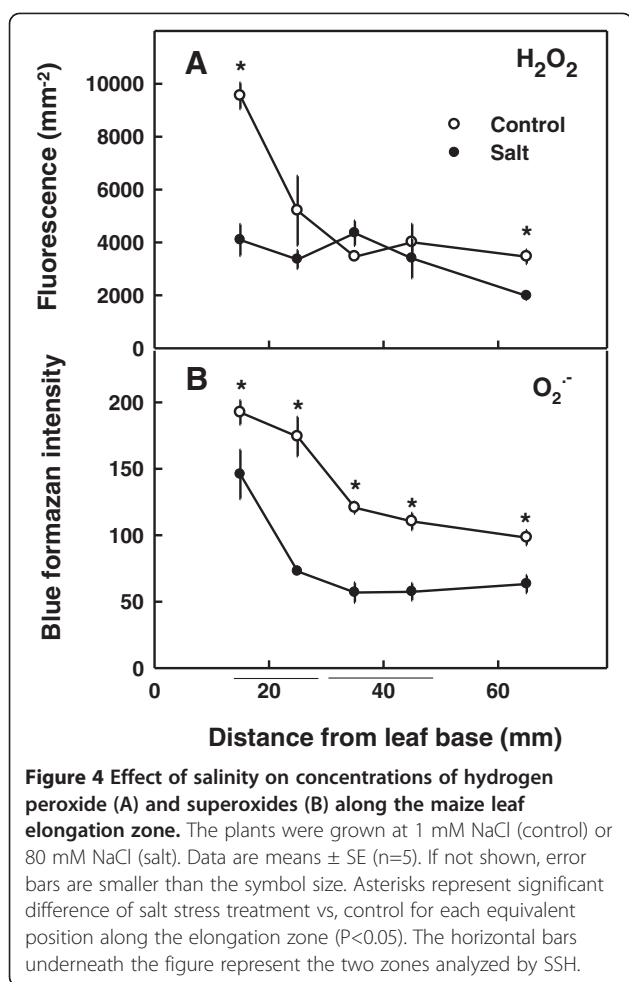 A
H₂O₂
Fluorescence (mm⁻²)
10000
8000
6000
4000
2000
0
*
*
Control
Salt
B
O₂·⁻
Blue formazan intensity
200
150
100
50
0
*
*
*
*
*
0 20 40 60
Distance from leaf base (mm)
Figure 4 Effect of salinity on concentrations of hydrogen
peroxide (A) and superoxides (B) along the maize leaf
elongation zone. The plants were grown at 1 mM NaCl (control) or
80 mM NaCl (salt). Data are means ± SE (n=5). If not shown, error
bars are smaller than the symbol size. Asterisks represent significant
difference of salt stress treatment vs, control for each equivalent
position along the elongation zone (P<0.05). The horizontal bars
underneath the figure represent the two zones analyzed by SSH.